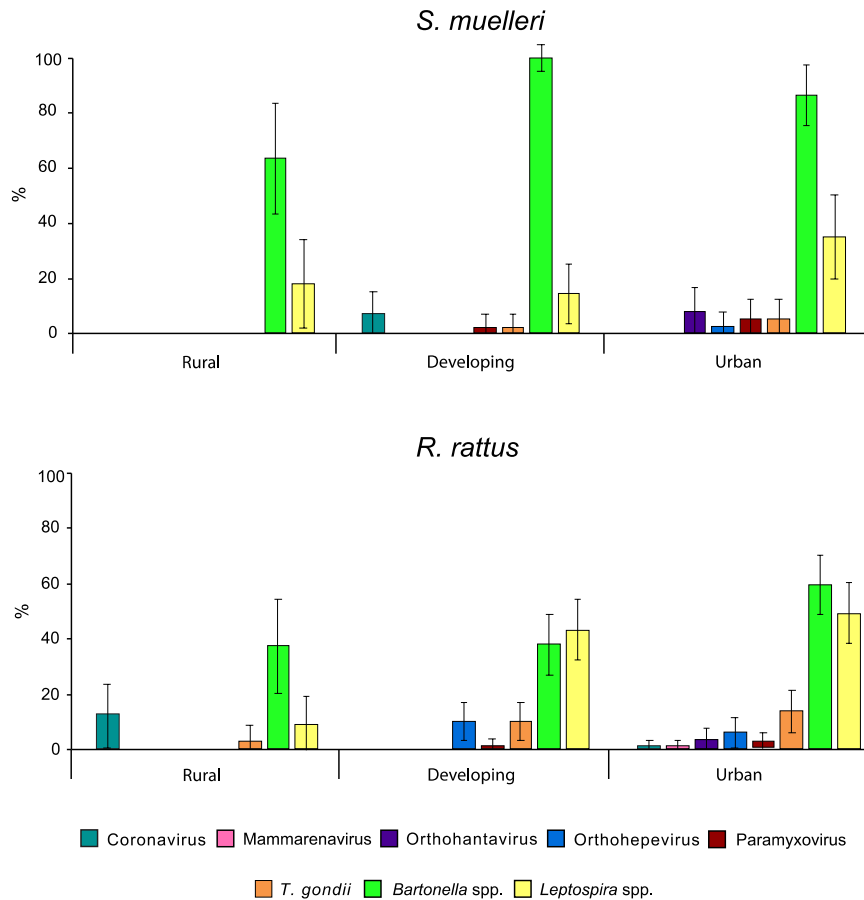 S. muelleri
100
80
60
40
20
0
%
Rural Developing Urban
R. rattus
100
80
60
40
20
0
%
Rural Developing Urban
Coronavirus Mammarenavirus Orthohantavirus Orthohepevirus Paramyxovirus
T. gondii Bartonella spp. Leptospira spp.